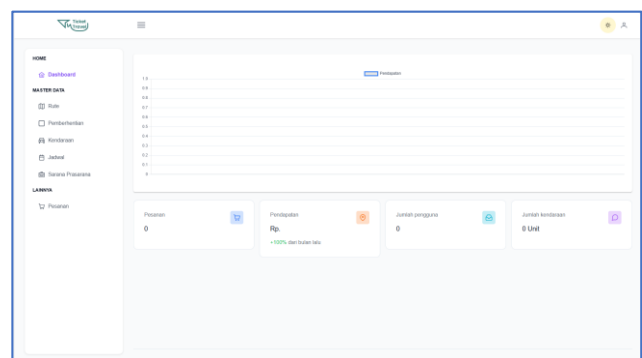 Ticket
Travel
HOME
Dashboard
MASTER DATA
Rute
Pemberhentian
Kendaraan
Jadwal
Sarana Prasarana
LAINNYA
Pesanan
Pendapatan
1.0
0.9
0.8
0.7
0.6
0.5
0.4
0.3
0.2
0.1
0
Pesanan
0
Pendapatan
Rp.
+100% dari bulan lalu
Jumlah pengguna
0
Jumlah kendaraan
0 Unit